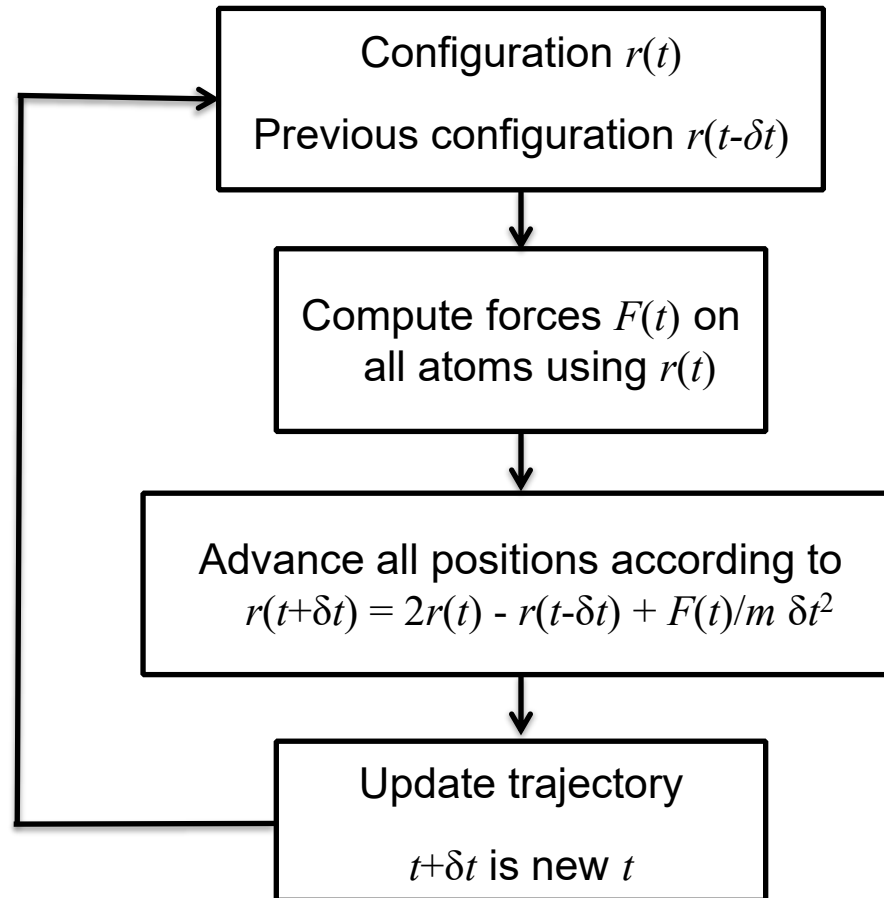 Configuration r(t)
Previous configuration r(t-δt)
Compute forces F(t) on
all atoms using r(t)
Advance all positions according to
r(t+δt) = 2r(t) - r(t-δt) + F(t)/m δt²
Update trajectory
t+δt is new t